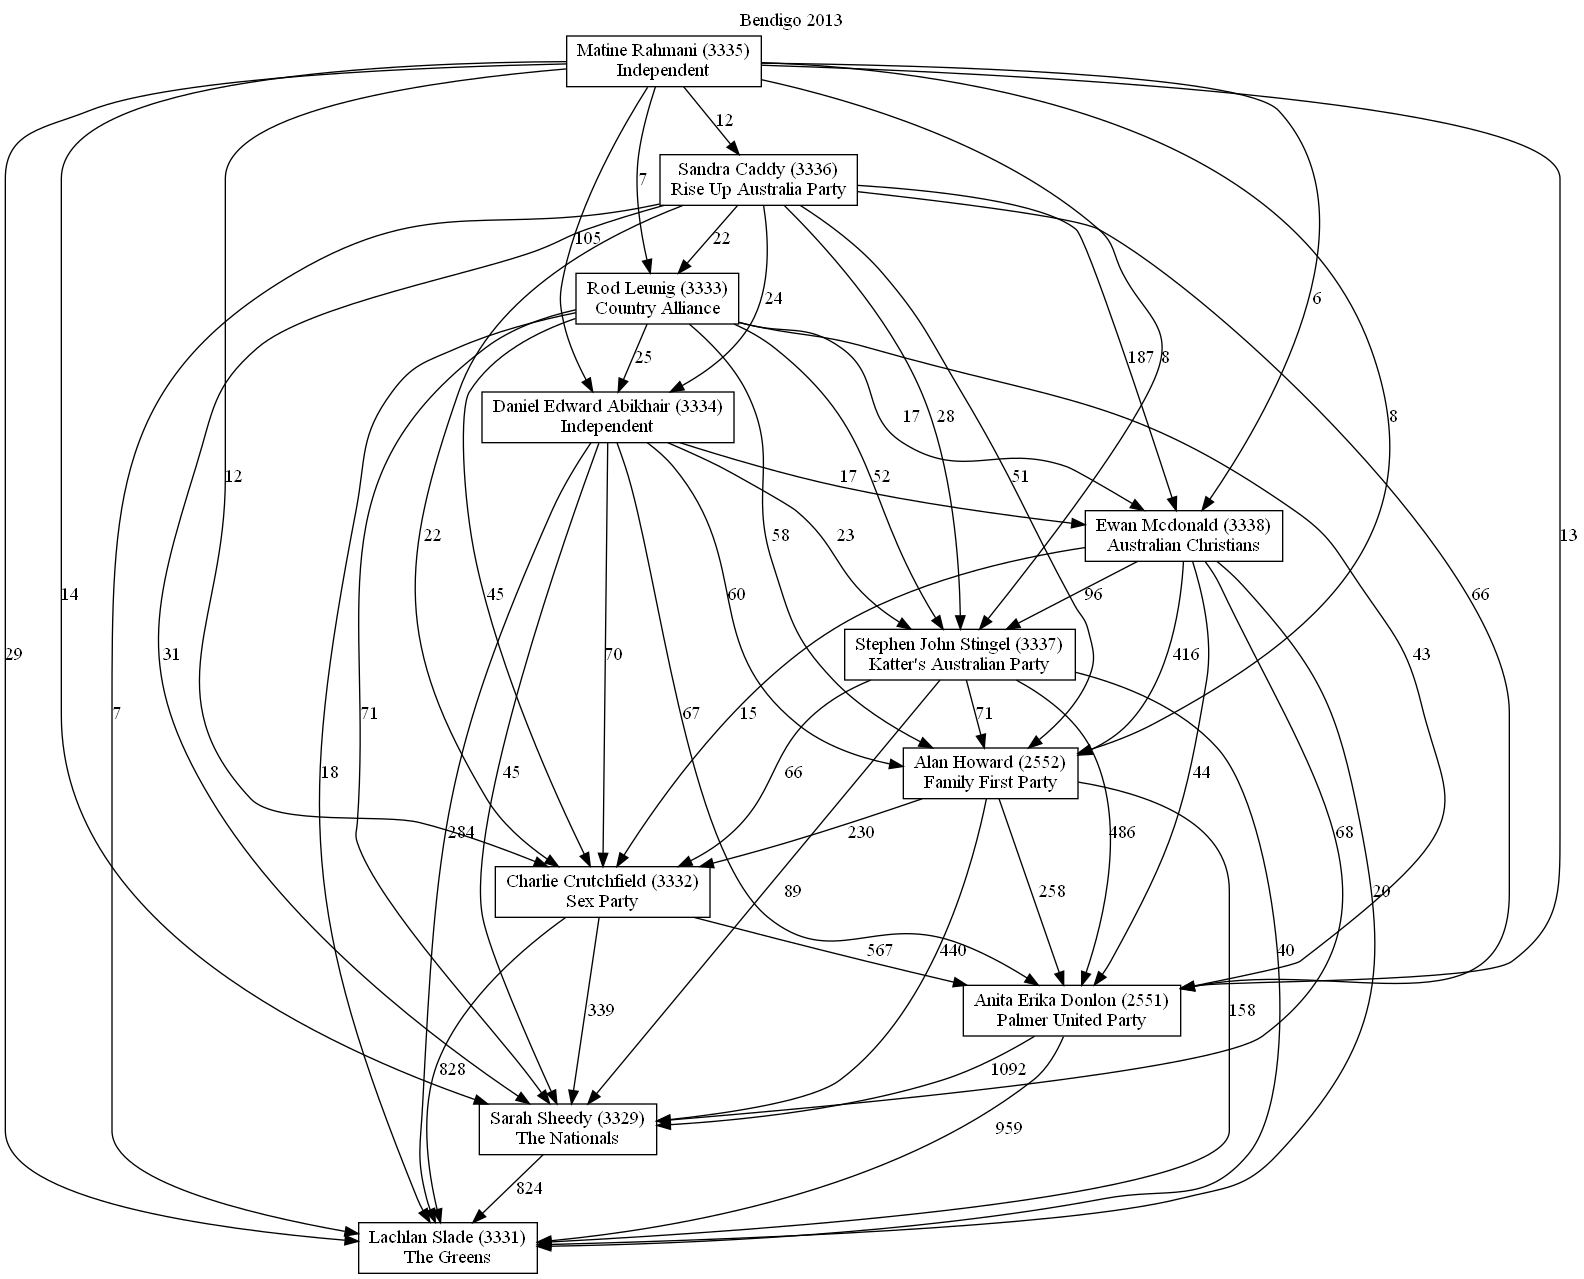 Bendigo 2013
Matine Rahmani (3335)
Independent
12
Sandra Caddy (3336)
Rise Up Australia Party
7
105
22
Rod Leunig (3333)
Country Alliance
24
6
25
187
8
Daniel Edward Abikhair (3334)
Independent
17
28
8
12
17
52
51
Ewan Mcdonald (3338)
Australian Christians
22
58
23
13
14
45
60
96
66
29
31
70
Stephen John Stingel (3337)
Katter's Australian Party
416
43
7
71
67
15
71
18
45
66
Alan Howard (2552)
Family First Party
44
284
230
486
68
Charlie Crutchfield (3332)
Sex Party
89
258
20
567
440
40
339
Anita Erika Donlon (2551)
Palmer United Party
158
828
1092
Sarah Sheedy (3329)
The Nationals
959
824
Lachlan Slade (3331)
The Greens